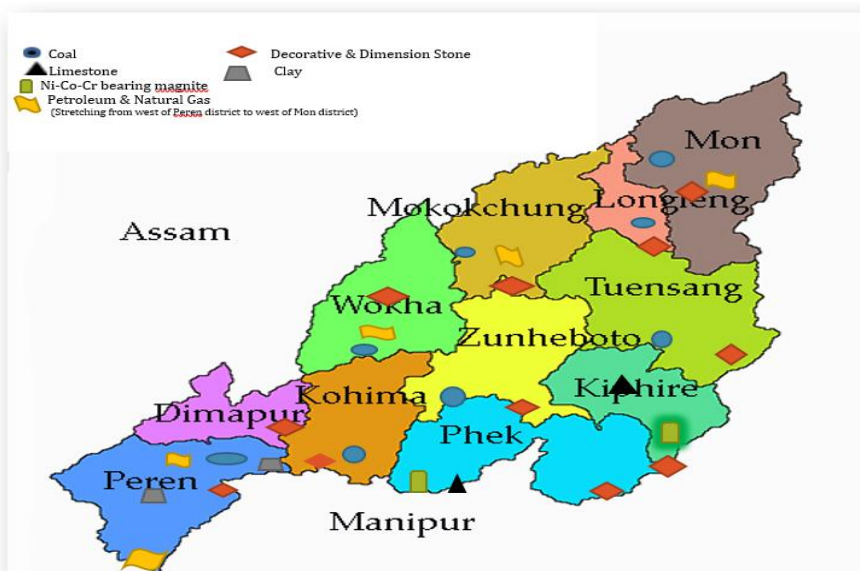 Coal
Decorative & Dimension Stone
Limestone
Clay
Ni-Co-Cr bearing magnite
Petroleum & Natural Gas
(Stretching from west of Peren district to west of Mon district)
Mon
Mokokchung
Longleng
Assam
Tuensang
Wokha
Zunheboto
Kiphire
Kohima
Dimapur
Phek
Peren
Manipur